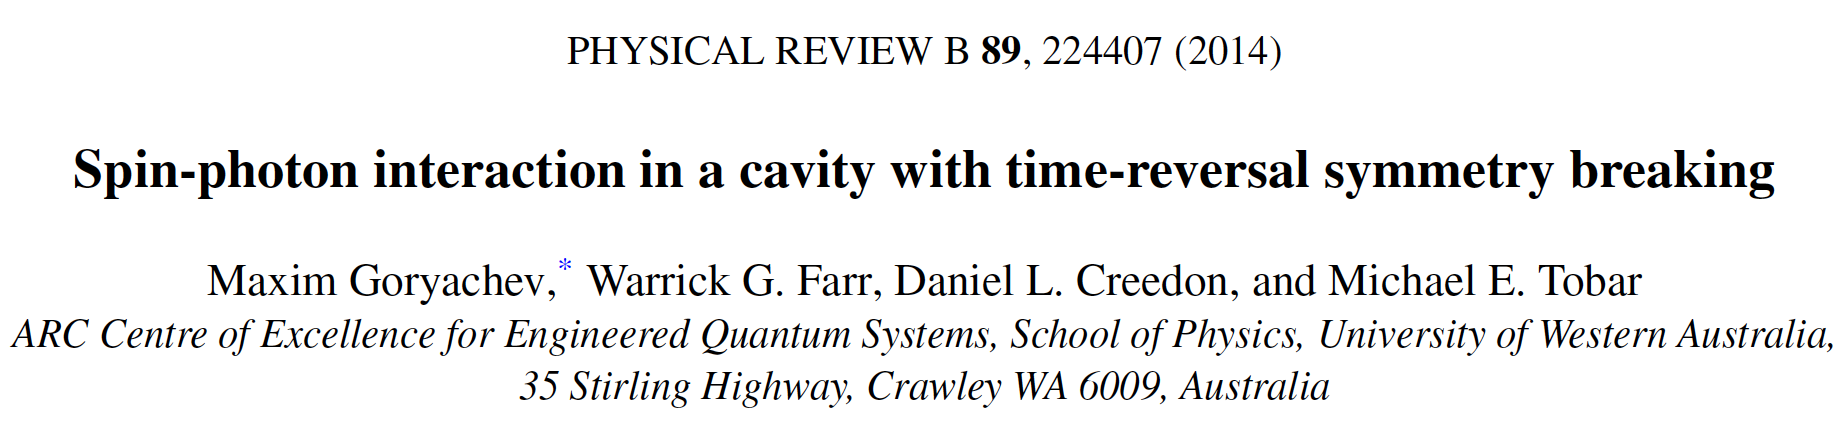 PHYSICAL REVIEW B 89, 224407 (2014)
Spin-photon interaction in a cavity with time-reversal symmetry breaking
Maxim Goryachev,* Warrick G. Farr, Daniel L. Creedon, and Michael E. Tobar
ARC Centre of Excellence for Engineered Quantum Systems, School of Physics, University of Western Australia,
35 Stirling Highway, Crawley WA 6009, Australia